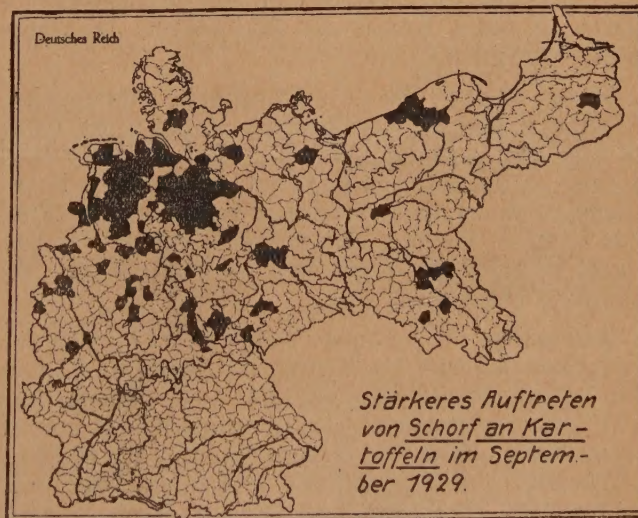 Deutsches Reich
Stärkeres Auftreten
von Schorf an Kar-
toffeln im Septem-
ber 1929.